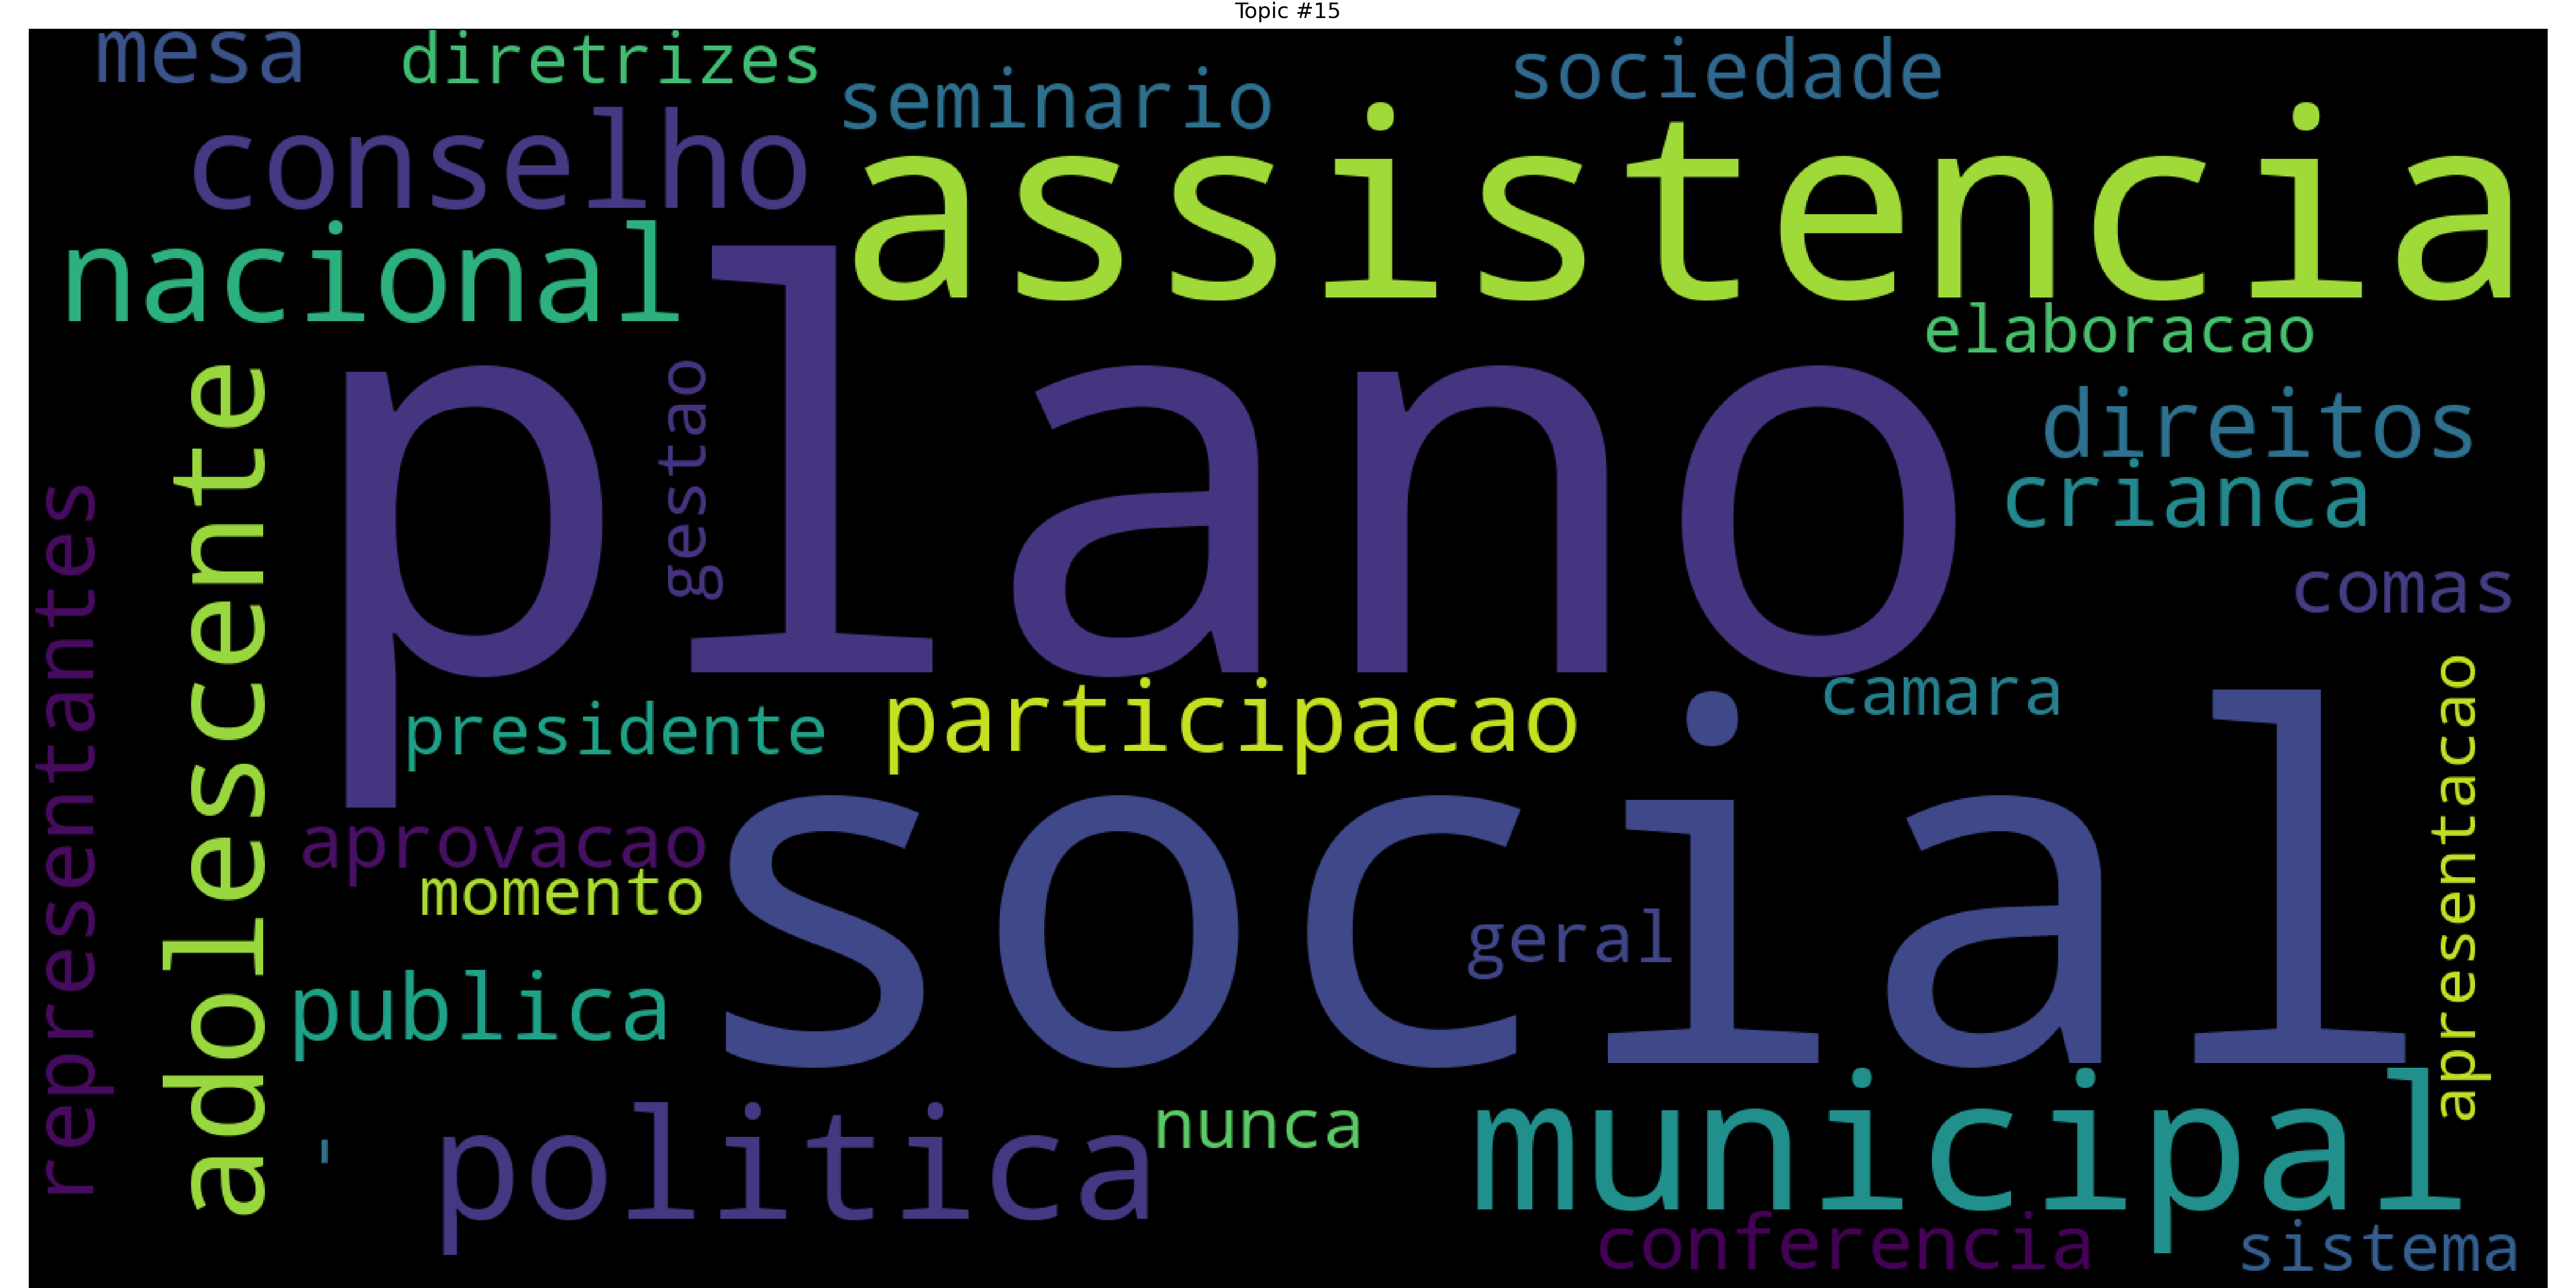 Topic #15
mesa
diretrizes
seminario
sociedade
conselho
assistencia
nacional
elaboracao
plano
gestao
adolescente
direitos
crianca
representantes
comas
presidente
participacao
camara
social
aprovacao
momento
geral
apresentacao
publica
politica
nunca
municipal
'
conferencia
sistema